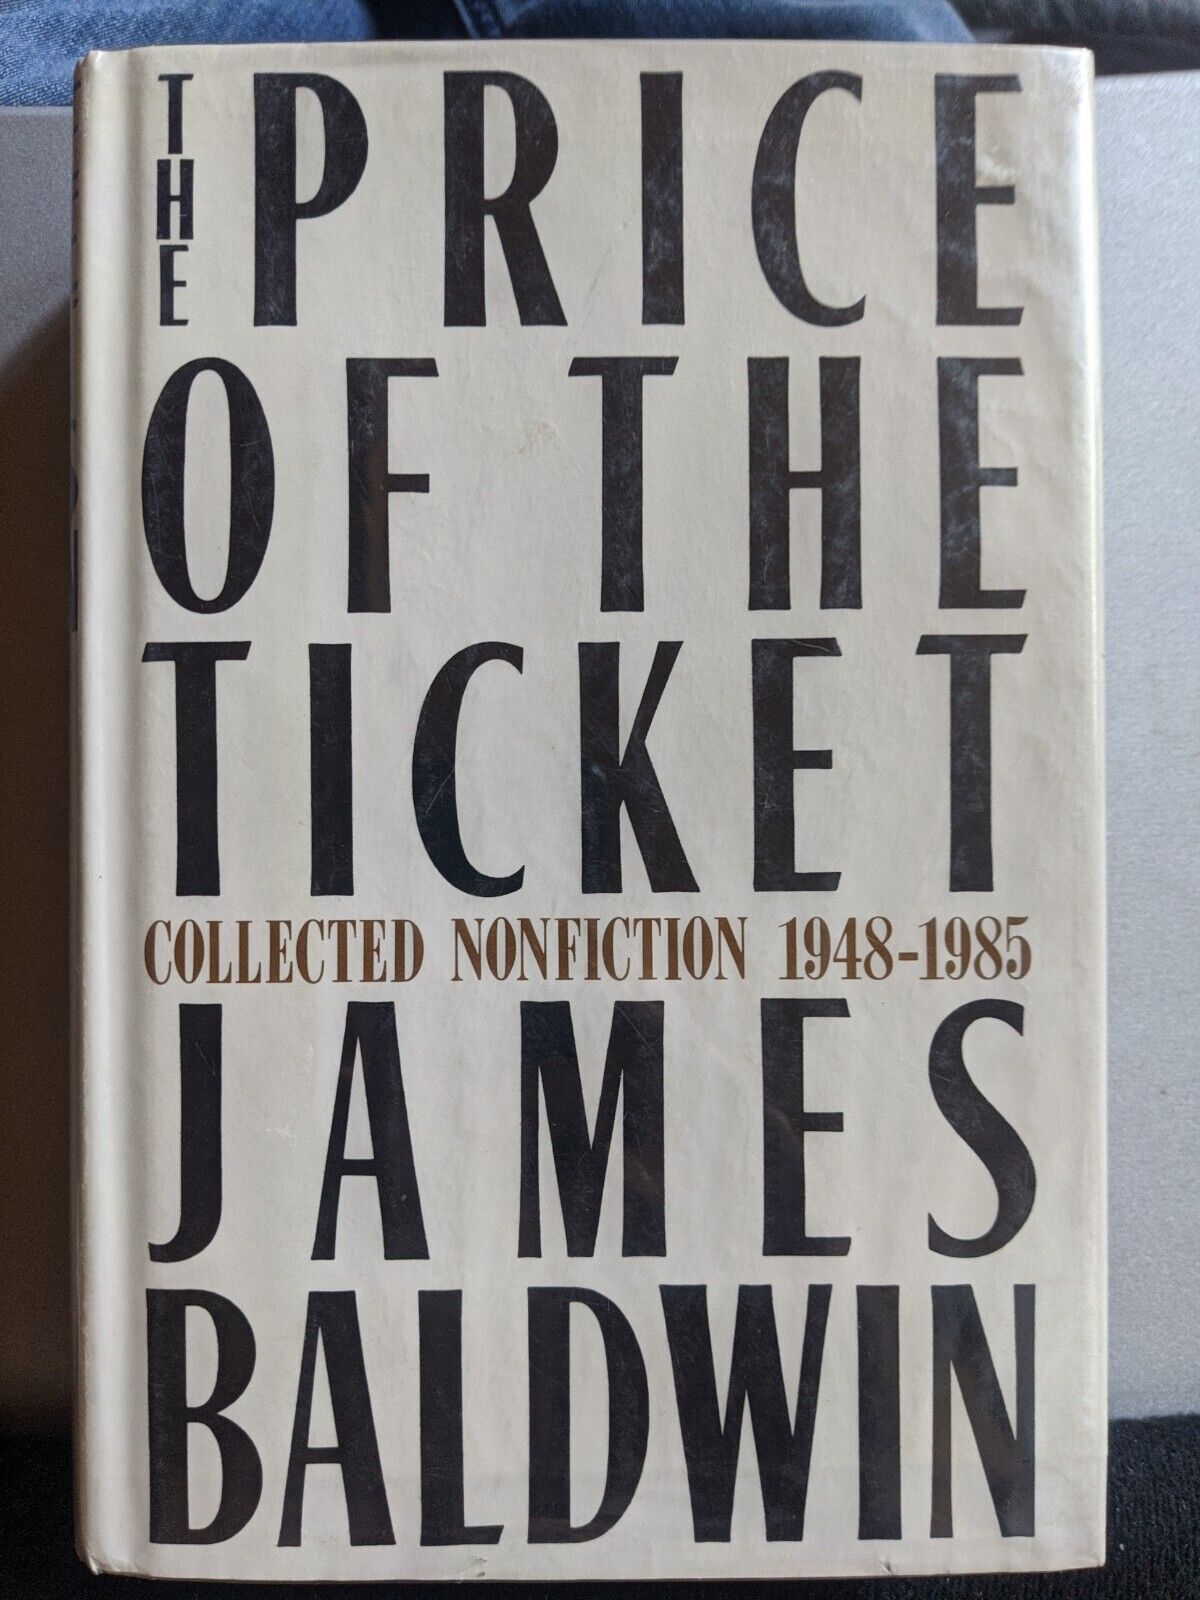 THE PRICE
OF THE
TICKET
COLLECTED NONFICTION 1948-1985
JAMES
BALDWIN